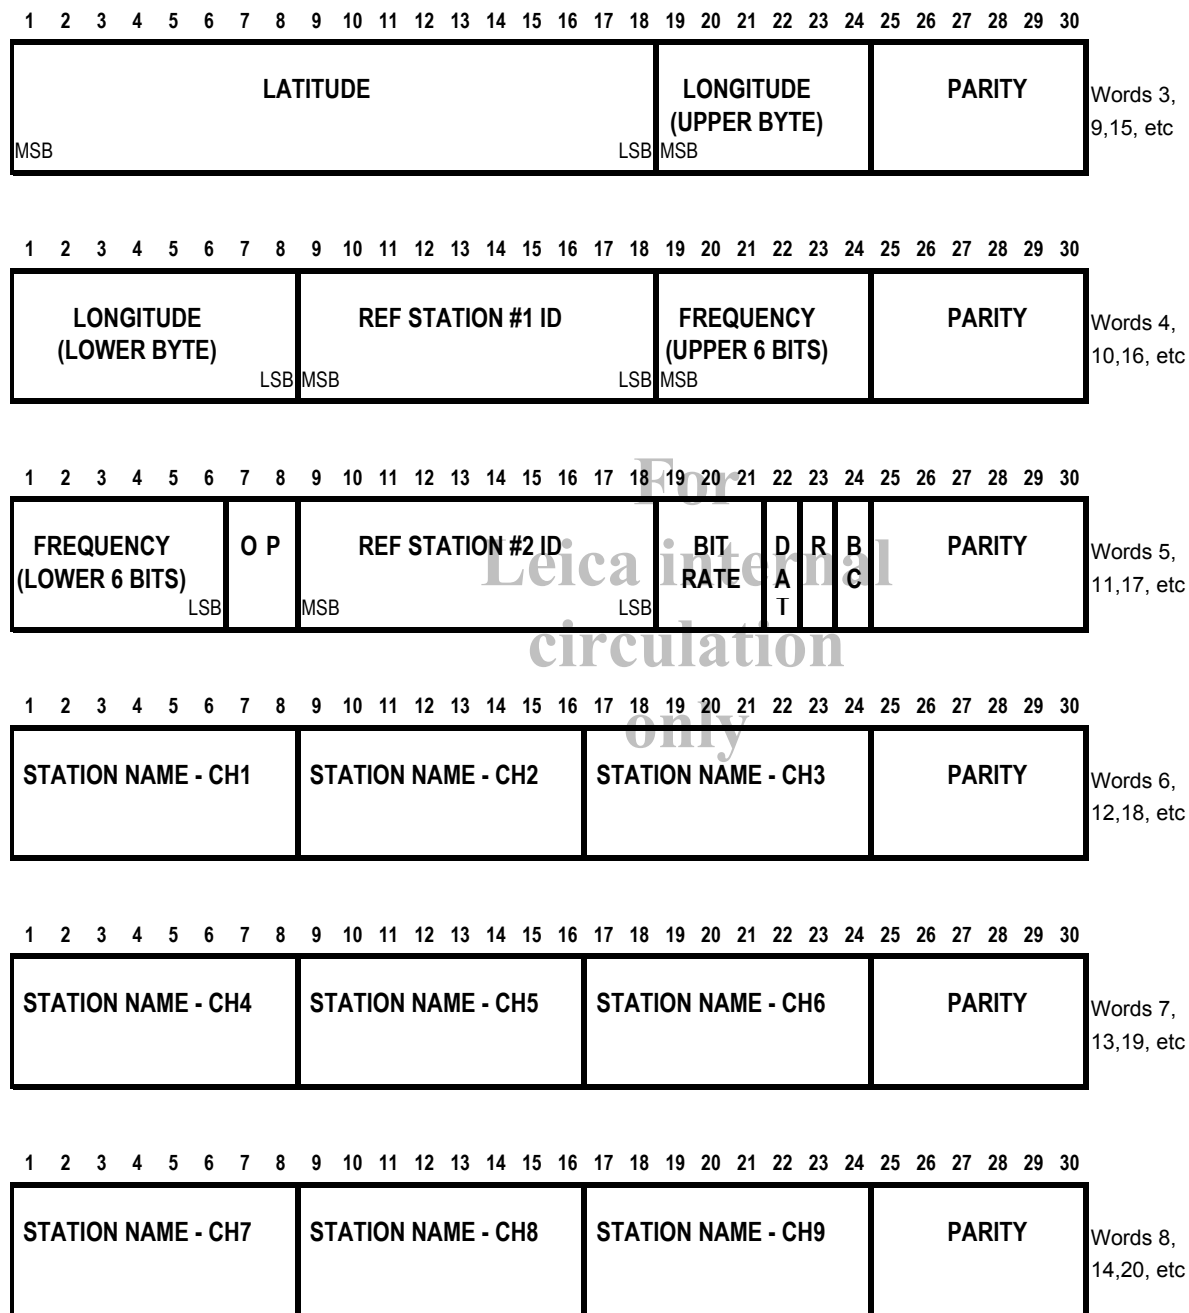 1 2 3 4 5 6 7 8 9 10 11 12 13 14 15 16 17 18 19 20 21 22 23 24 25 26 27 28 29 30
LATITUDE LONGITUDE PARITY Words 3,
(UPPER BYTE) 9,15, etc
MSB LSB MSB
1 2 3 4 5 6 7 8 9 10 11 12 13 14 15 16 17 18 19 20 21 22 23 24 25 26 27 28 29 30
LONGITUDE REF STATION #1 ID FREQUENCY PARITY Words 4,
(LOWER BYTE) (UPPER 6 BITS) 10,16, etc
LSB MSB LSB MSB
1 2 3 4 5 6 7 8 9 10 11 12 13 14 15 16 17 18 19 20 21 22 23 24 25 26 27 28 29 30
For
FREQUENCY O P REF STATION #2 ID BIT D R B PARITY Words 5,
Leica internal
(LOWER 6 BITS) RATE A C 11,17, etc
LSB MSB LSB T
circulation
1 2 3 4 5 6 7 8 9 10 11 12 13 14 15 16 17 18 19 20 21 22 23 24 25 26 27 28 29 30
only
STATION NAME - CH1 STATION NAME - CH2 STATION NAME - CH3 PARITY Words 6,
12,18, etc
1 2 3 4 5 6 7 8 9 10 11 12 13 14 15 16 17 18 19 20 21 22 23 24 25 26 27 28 29 30
STATION NAME - CH4 STATION NAME - CH5 STATION NAME - CH6 PARITY Words 7,
13,19, etc
1 2 3 4 5 6 7 8 9 10 11 12 13 14 15 16 17 18 19 20 21 22 23 24 25 26 27 28 29 30
STATION NAME - CH7 STATION NAME - CH8 STATION NAME - CH9 PARITY Words 8,
14,20, etc